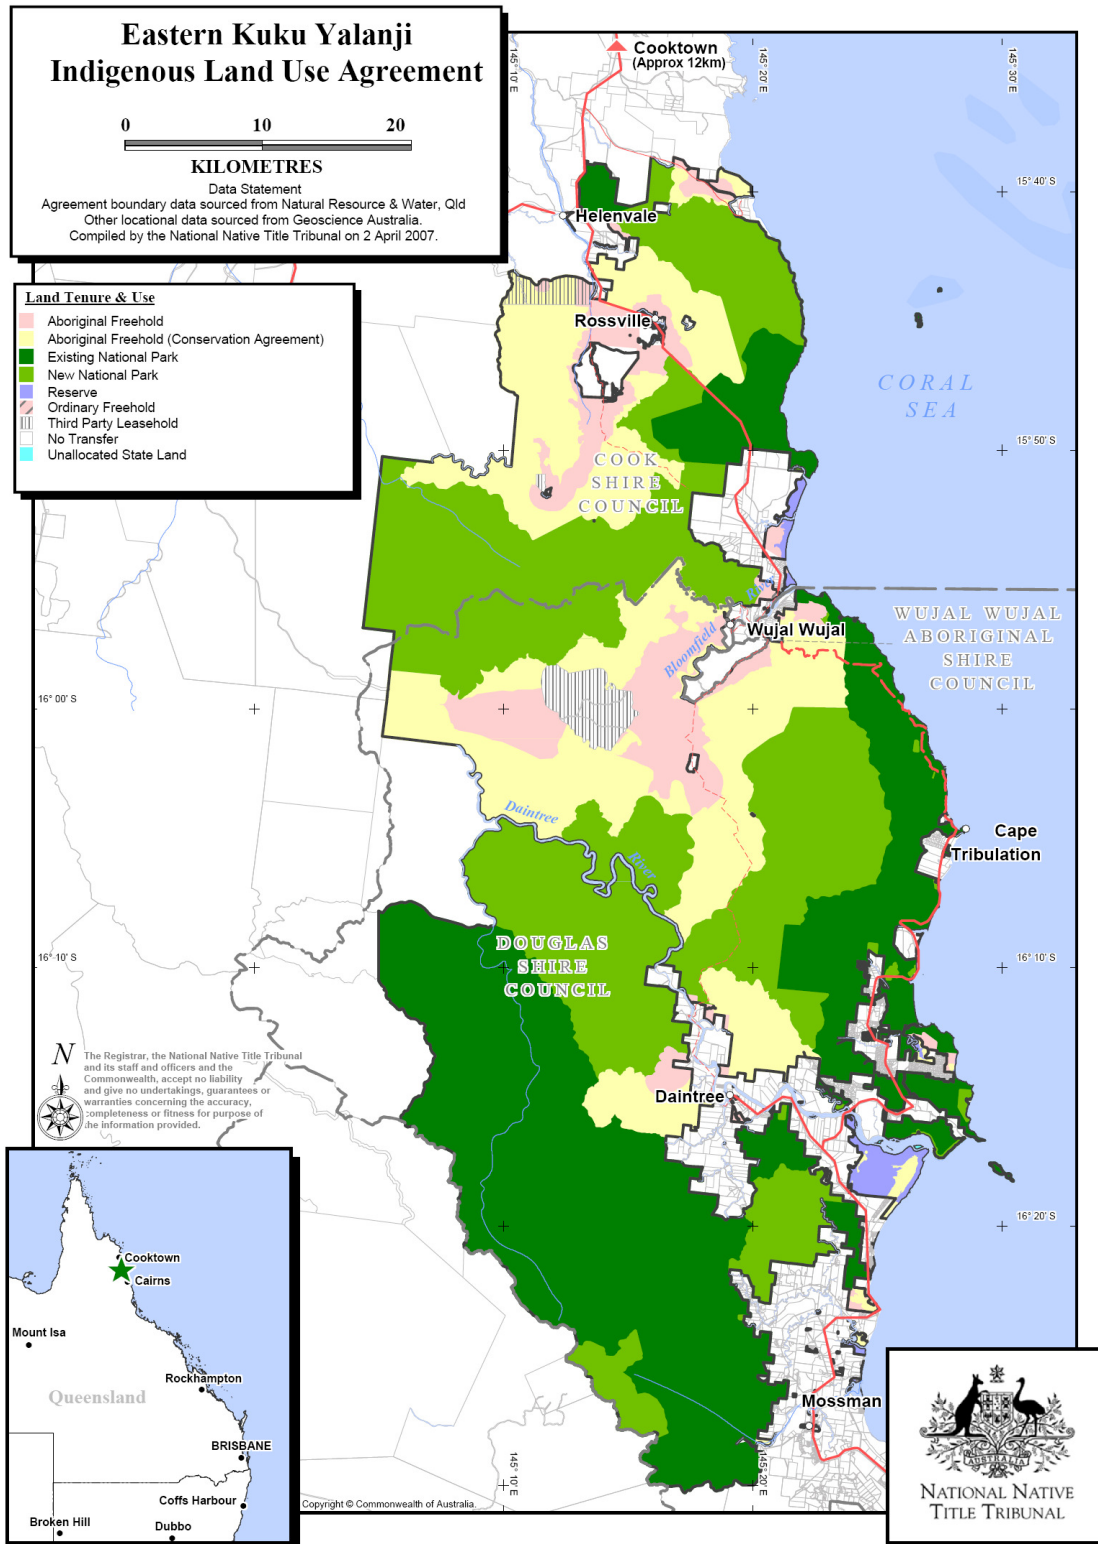 Eastern Kuku Yalanji
Indigenous Land Use Agreement
0 10 20
KILOMETRES
Data Statement
Agreement boundary data sourced from Natural Resource & Water, Qld
Other locational data sourced from Geoscience Australia.
Compiled by the National Native Title Tribunal on 2 April 2007.
Land Tenure & Use
Aboriginal Freehold
Aboriginal Freehold (Conservation Agreement)
Existing National Park
New National Park
Reserve
Ordinary Freehold
Third Party Leasehold
No Transfer
Unallocated State Land
145° 10' E
145° 20' E
145° 30' E
Cooktown
(Approx 12km)
15° 40' S
Helenvale
Rossville
CORAL
SEA
15° 50' S
COOK
SHIRE
COUNCIL
Bloomfield
River
Wujal Wujal
WUJAL WUJAL
ABORIGINAL
SHIRE
COUNCIL
16° 00' S
16° 00' S
Daintree
River
Cape
Tribulation
DOUGLAS
SHIRE
COUNCIL
16° 10' S
16° 10' S
N
The Registrar, the National Native Title Tribunal
and its staff and officers and the
Commonwealth, accept no liability
and give no undertakings, guarantees or
warranties concerning the accuracy,
completeness or fitness for purpose of
the information provided.
Daintree
16° 20' S
Mossman
145° 10' E
145° 20' E
Cooktown
Cairns
Mount Isa
Rockhampton
Queensland
BRISBANE
Coffs Harbour
Broken Hill
Dubbo
Copyright © Commonwealth of Australia
AUSTRALIA
NATIONAL NATIVE
TITLE TRIBUNAL